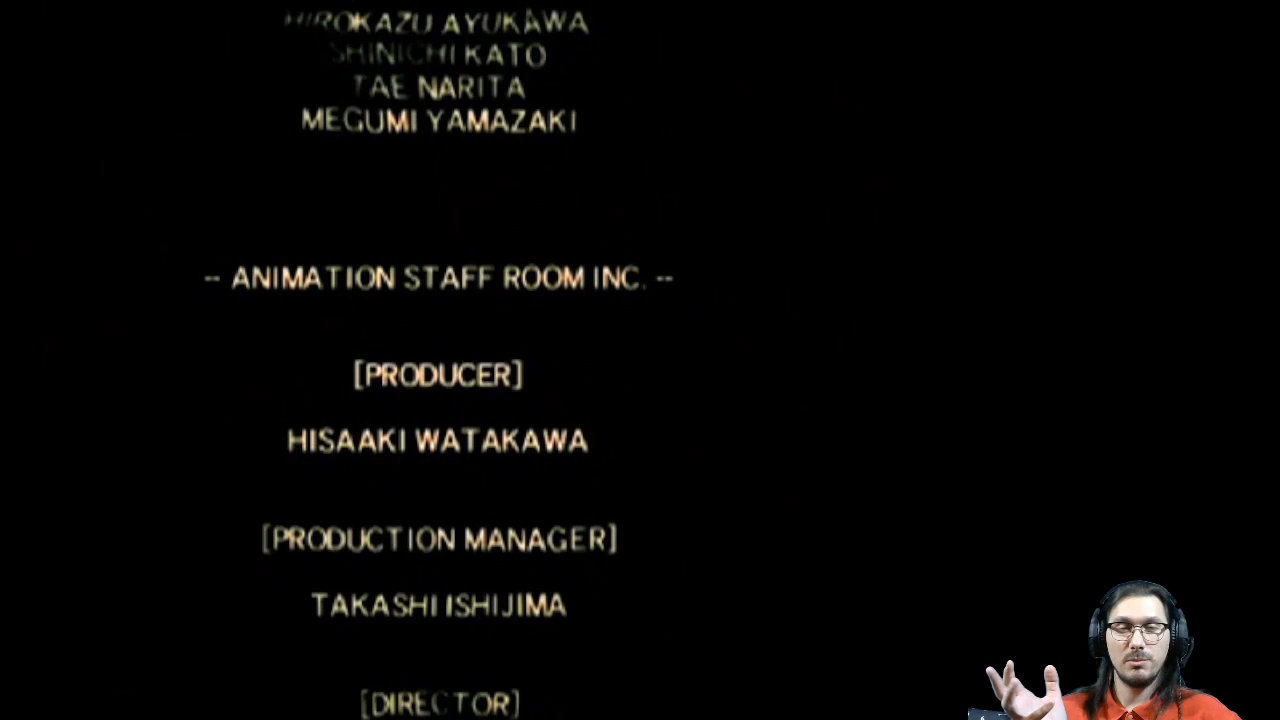 HIROKAZU AYUKAWA
SHINICHI KATO
TAE NARITA
MEGUMI YAMAZAKI
-- ANIMATION STAFF ROOM INC. --
[PRODUCER]
HISAAKI WATAKAWA
[PRODUCTION MANAGER]
TAKASHI ISHIJIMA
[DIRECTOR]